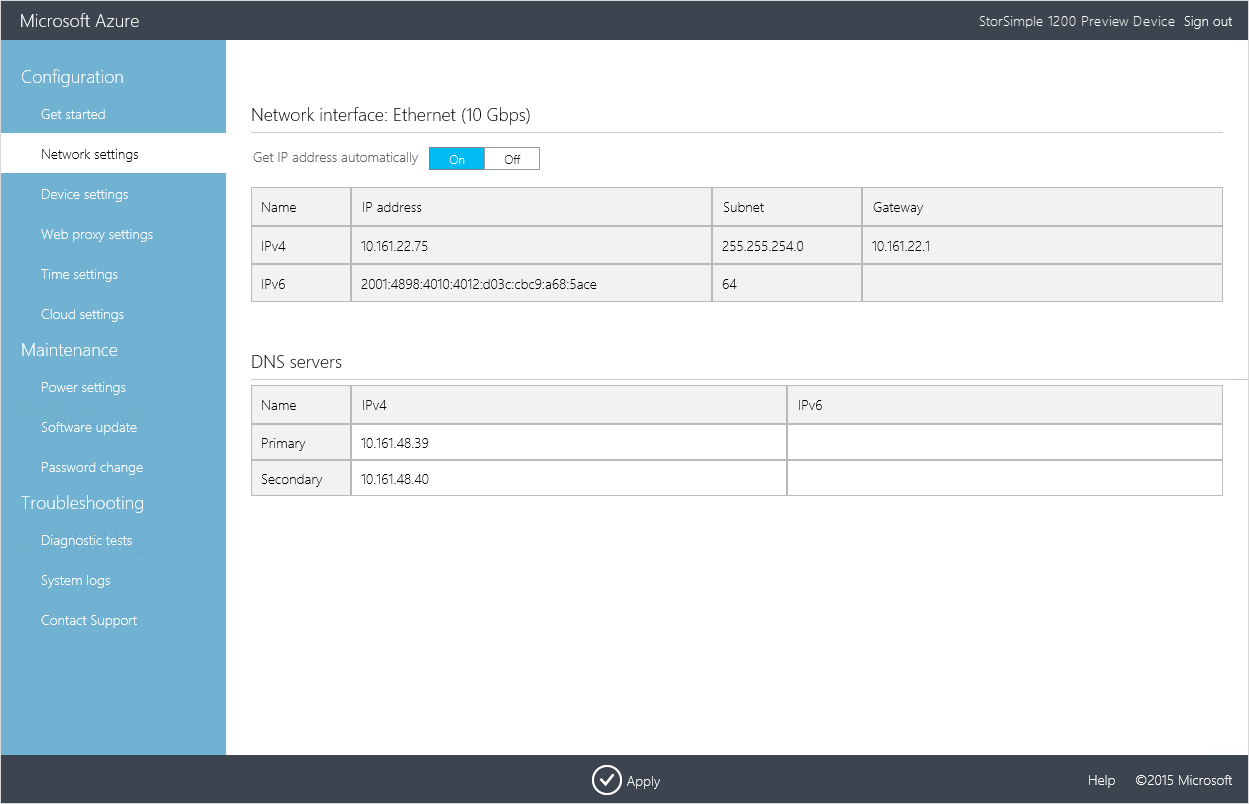 Microsoft Azure
StorSimple 1200 Preview Device Sign out
Configuration
Get started
Network settings
Device settings
Web proxy settings
Time settings
Cloud settings
Maintenance
Power settings
Software update
Password change
Troubleshooting
Diagnostic tests
System logs
Contact Support
Network interface: Ethernet (10 Gbps)
Get IP address automatically On Off
Name IP address Subnet Gateway
IPv4 10.161.22.75 255.255.254.0 10.161.22.1
IPv6 2001:4898:4010:4012:d03c:cbc9:a68:5ace 64
DNS servers
Name IPv4 IPv6
Primary 10.161.48.39
Secondary 10.161.48.40
Apply
Help ©2015 Microsoft